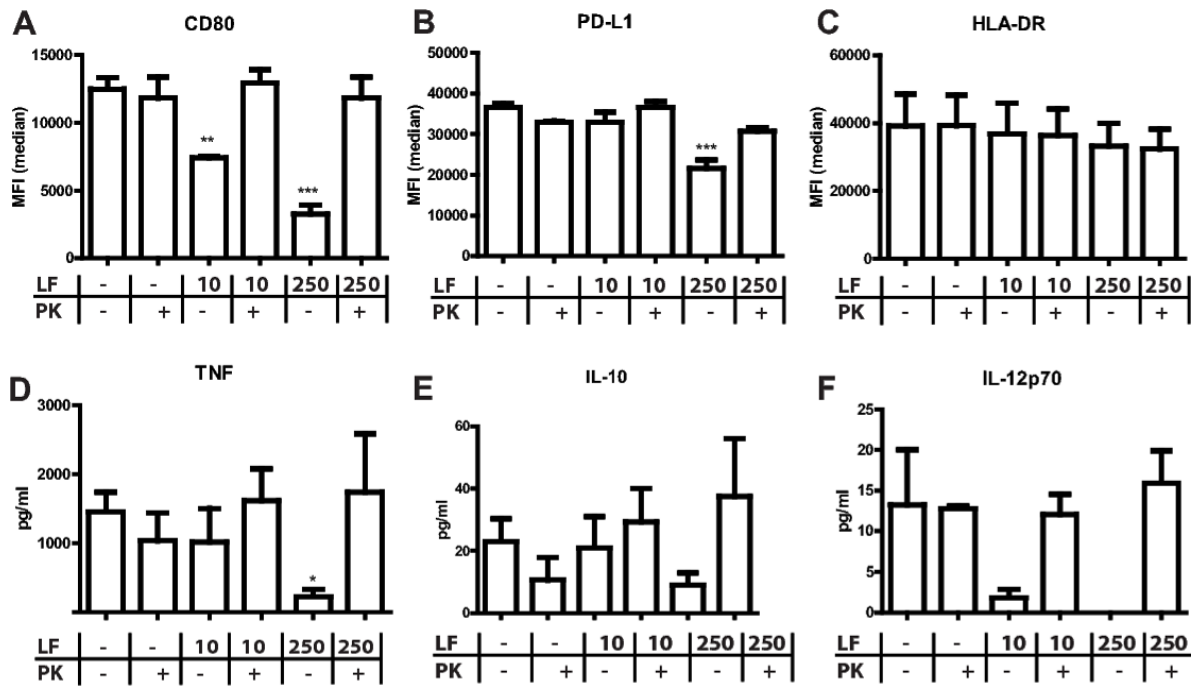 A
CD80
MFI (median)
15000
10000
5000
0
**
***
LF - - 10 10 250 250
PK - + - + - +
B
PD-L1
MFI (median)
50000
40000
30000
20000
10000
0
***
LF - - 10 10 250 250
PK - + - + - +
C
HLA-DR
MFI (median)
60000
40000
20000
0
LF - - 10 10 250 250
PK - + - + - +
D
TNF
pg/ml
3000
2000
1000
*
LF - - 10 10 250 250
PK - + - + - +
E
IL-10
pg/ml
60
40
20
0
LF - - 10 10 250 250
PK - + - + - +
F
IL-12p70
pg/ml
25
20
15
10
5
0
LF - - 10 10 250 250
PK - + - + - +